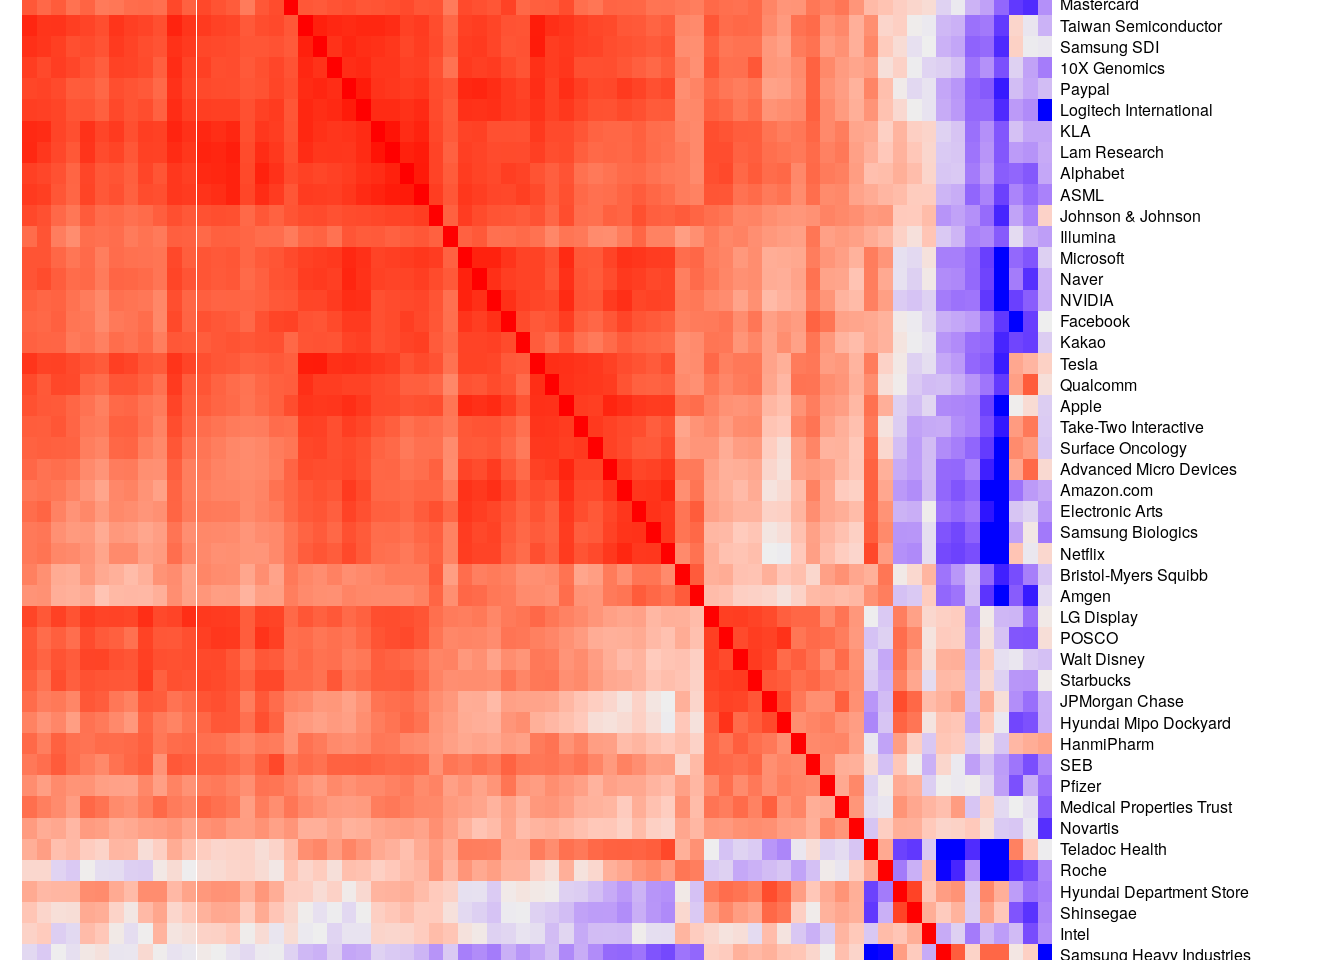 Mastercard
Taiwan Semiconductor
Samsung SDI
10X Genomics
Paypal
Logitech International
KLA
Lam Research
Alphabet
ASML
Johnson & Johnson
Illumina
Microsoft
Naver
NVIDIA
Facebook
Kakao
Tesla
Qualcomm
Apple
Take-Two Interactive
Surface Oncology
Advanced Micro Devices
Amazon.com
Electronic Arts
Samsung Biologics
Netflix
Bristol-Myers Squibb
Amgen
LG Display
POSCO
Walt Disney
Starbucks
JPMorgan Chase
Hyundai Mipo Dockyard
HanmiPharm
SEB
Pfizer
Medical Properties Trust
Novartis
Teladoc Health
Roche
Hyundai Department Store
Shinsegae
Intel
Samsung Heavy Industries